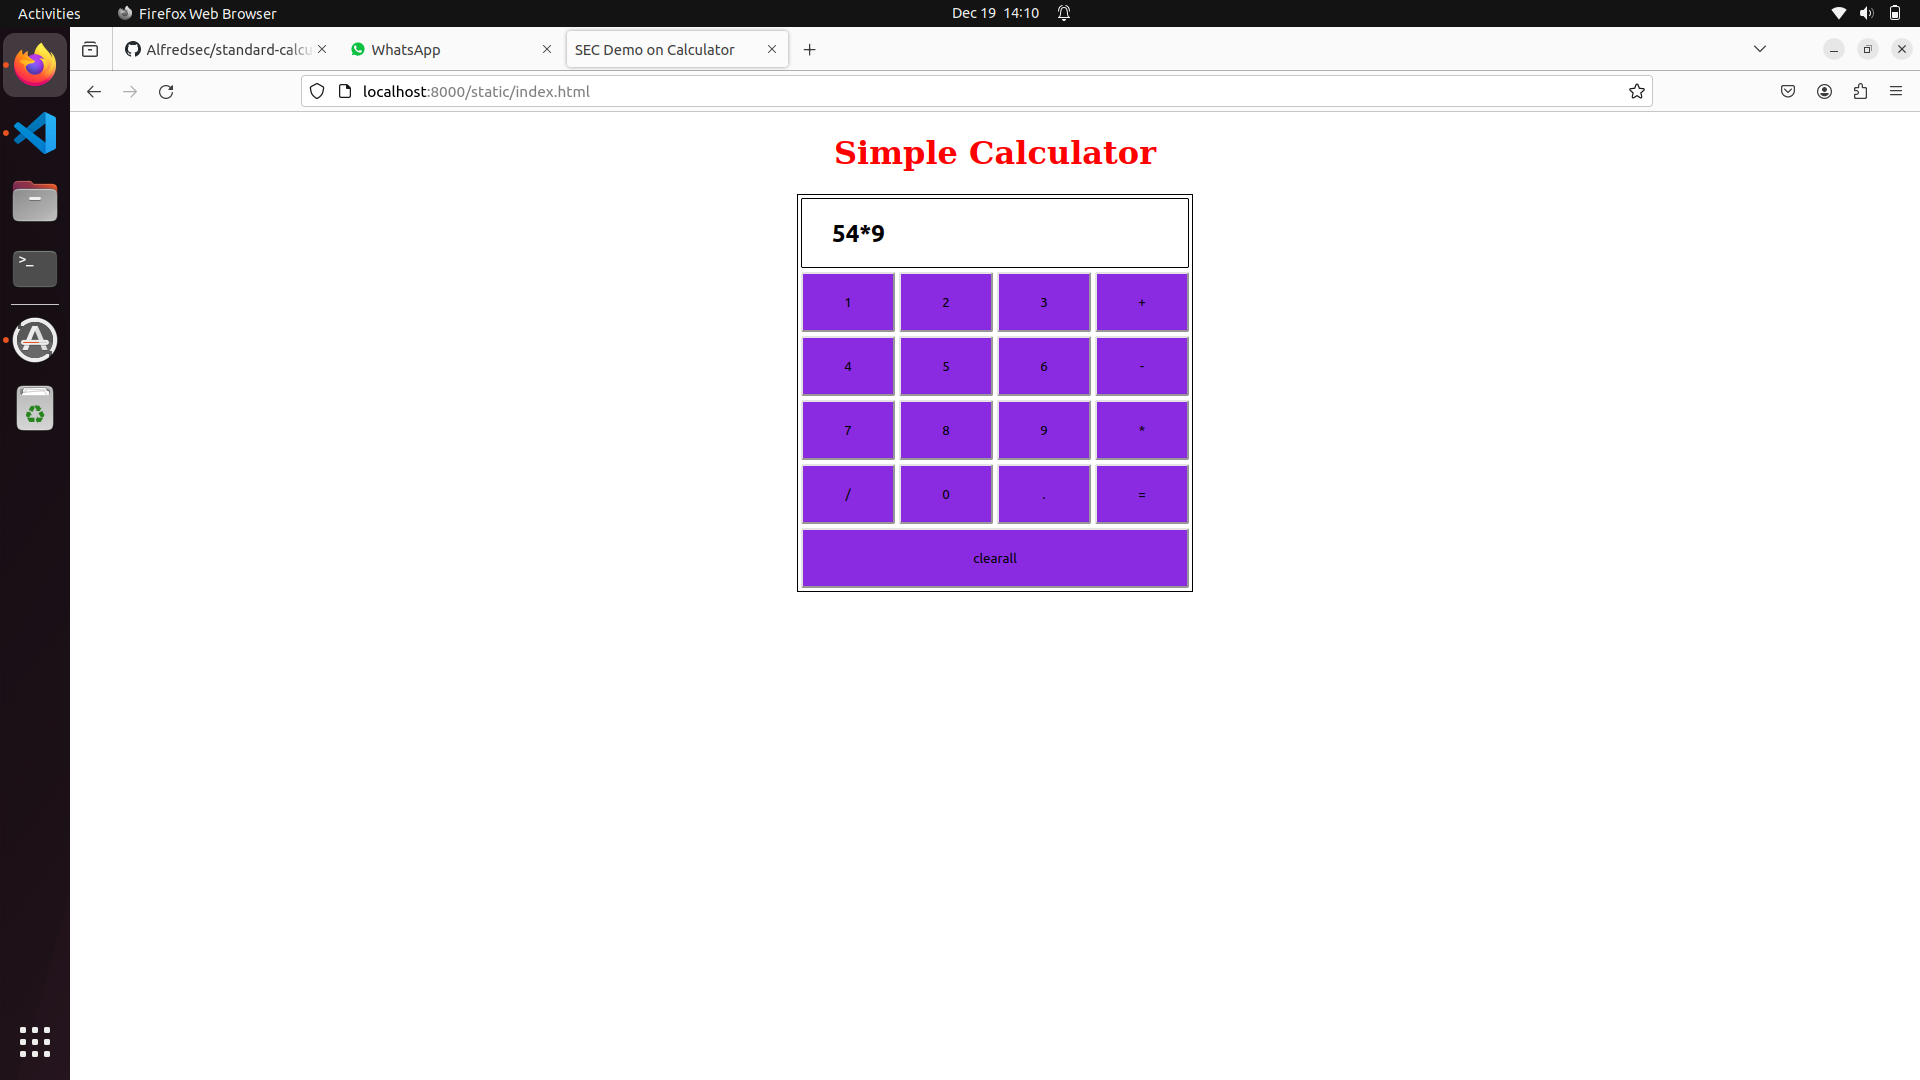 Activities Firefox Web Browser Dec 19 14:10
Alfredsec/standard-calcu WhatsApp SEC Demo on Calculator
localhost:8000/static/index.html
Simple Calculator
54*9
1 2 3 +
4 5 6 -
7 8 9 *
/ 0 . =
clearall